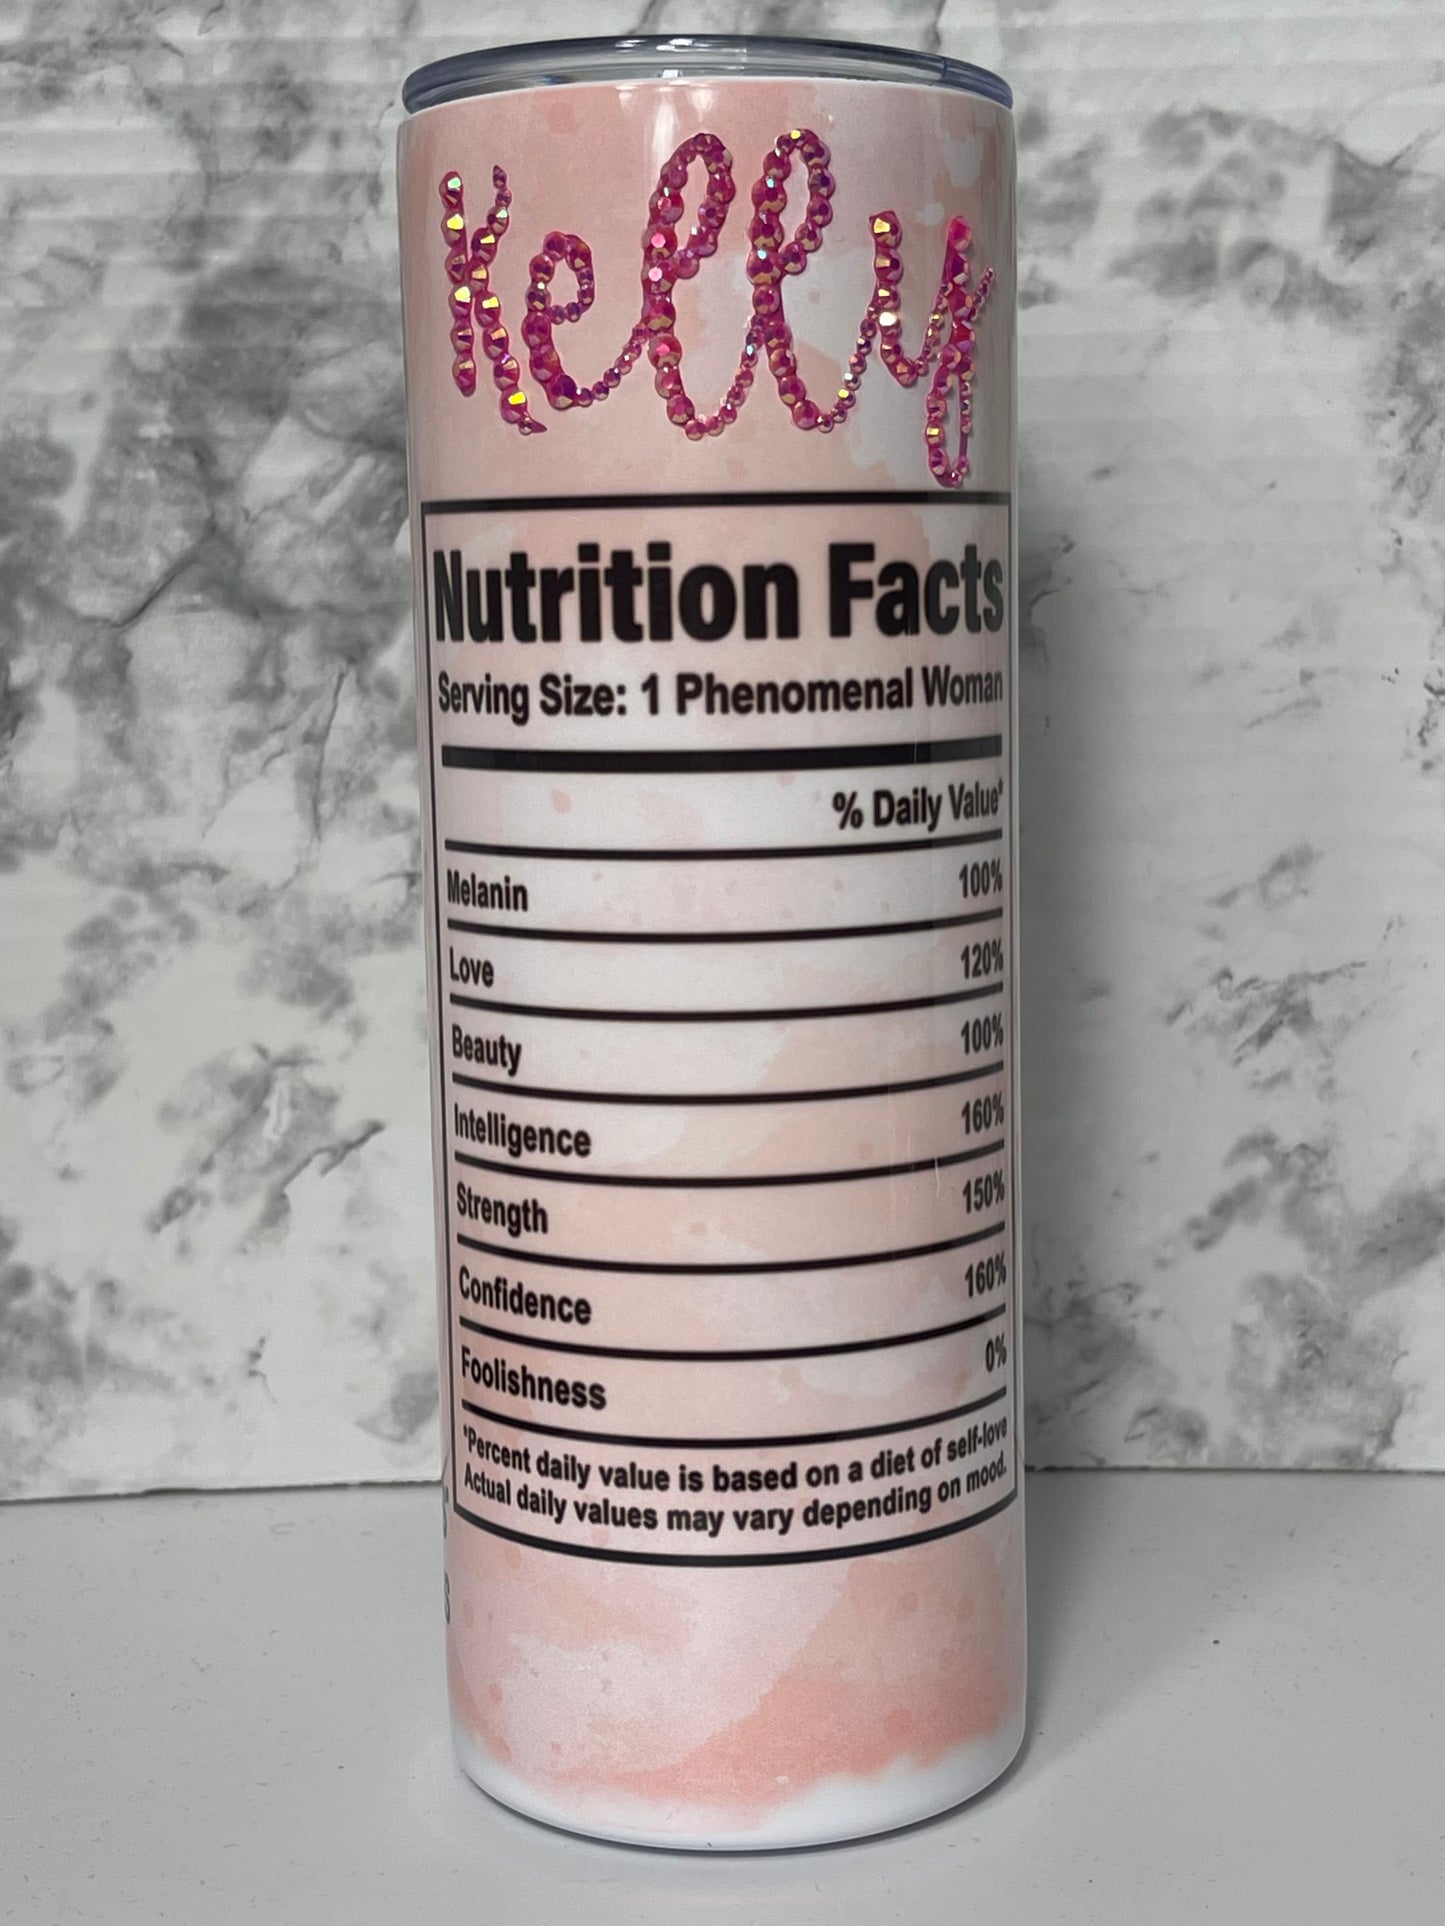 Kelly
Nutrition Facts
Serving Size: 1 Phenomenal Woman
% Daily Value*
Melanin 100%
Love 120%
Beauty 100%
Intelligence 160%
Strength 150%
Confidence 160%
Foolishness 0%
*Percent daily value is based on a diet of self-love
Actual daily values may vary depending on mood.